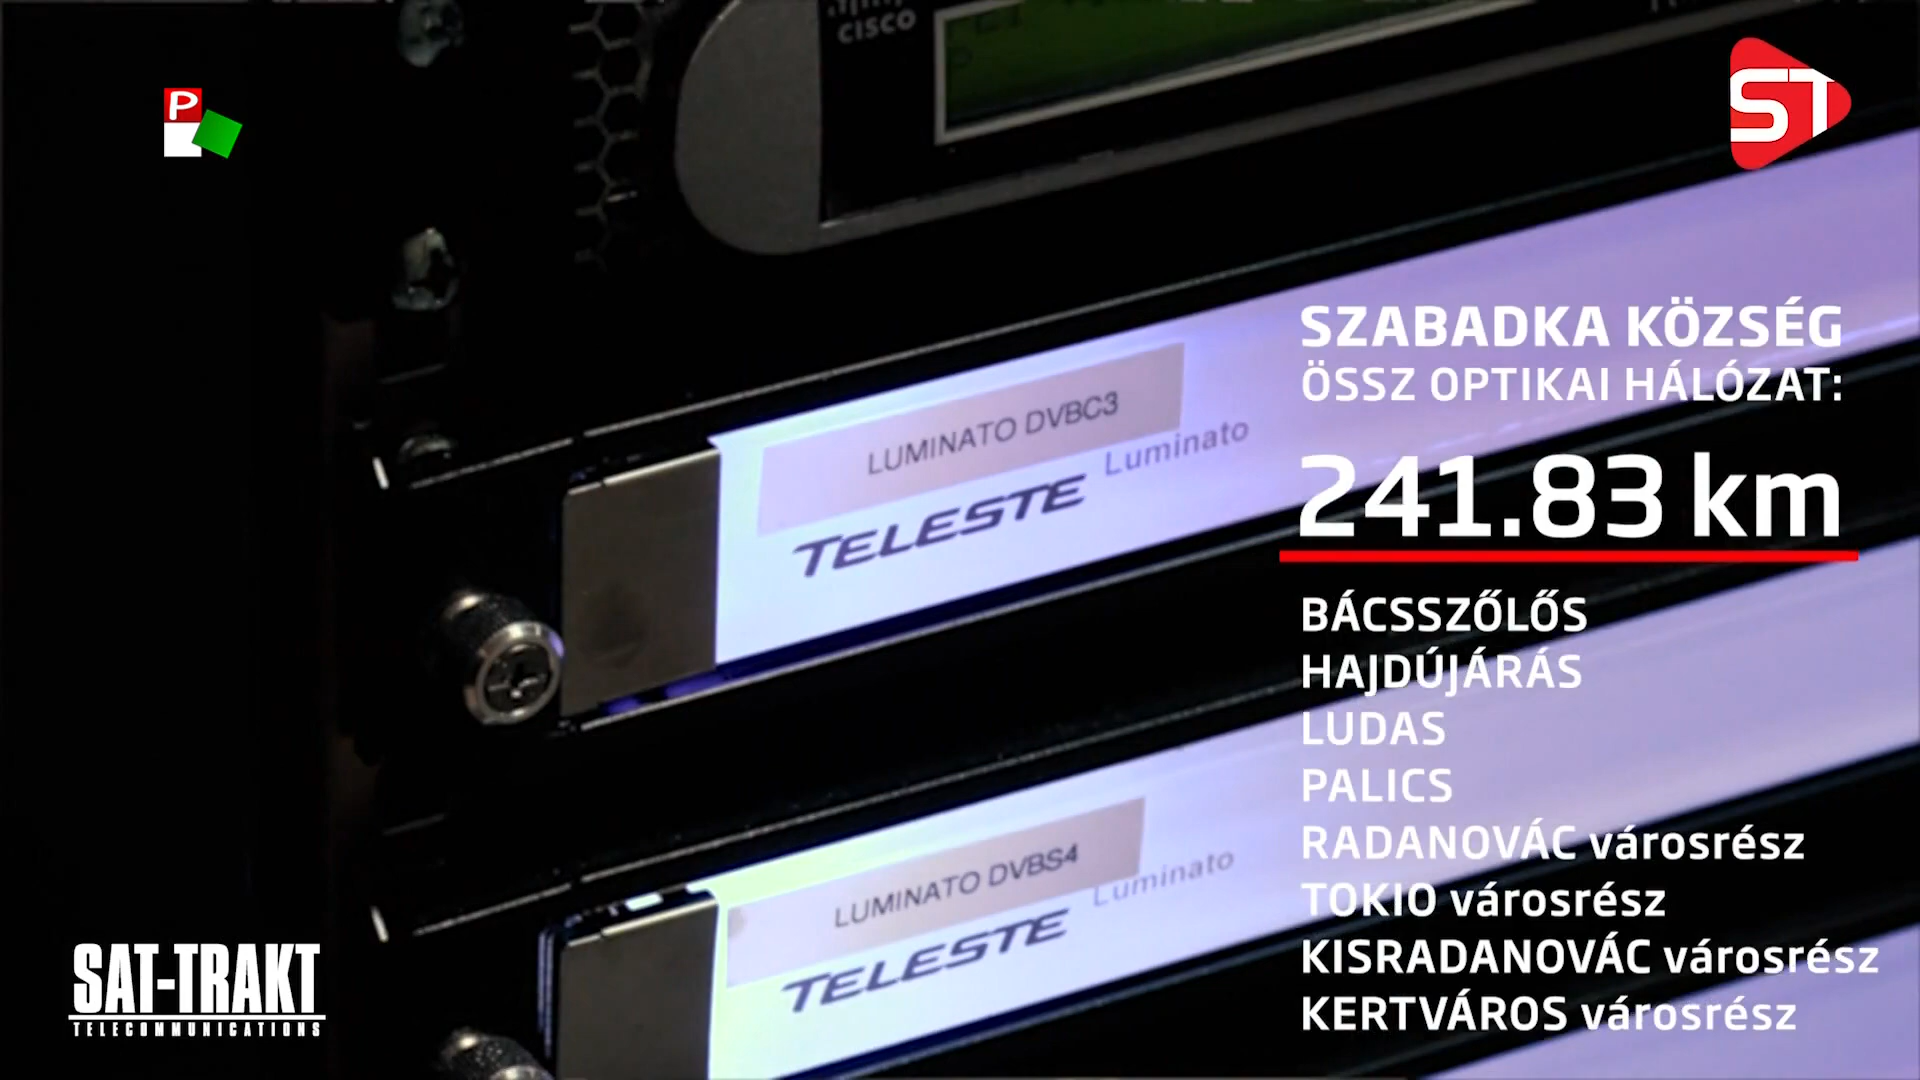 CISCO
P
ST
SZABADKA KÖZSÉG
ÖSSZ OPTIKAI HÁLÓZAT:
241.83 km
LUMINATO DVBC3
Luminato
TELESTE
BÁCSSZŐLŐS
HAJDÚJÁRÁS
LUDAS
PALICS
RADANOVÁC városrész
TOKIO városrész
KISRADANOVÁC városrész
KERTVÁROS városrész
LUMINATO DVBS4
Luminato
TELESTE
SAT-TRAKT
TELECOMMUNICATIONS